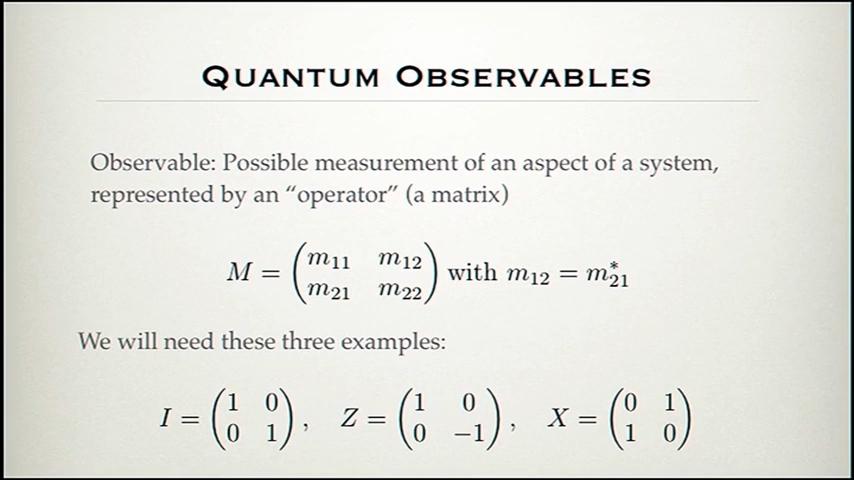 QUANTUM OBSERVABLES
Observable: Possible measurement of an aspect of a system,
represented by an “operator” (a matrix)
M = (m₁₁ m₁₂
m₂₁ m₂₂) with m₁₂ = m₂₁*
We will need these three examples:
I = (1 0
0 1), Z = (1 0
0 −1), X = (0 1
1 0)